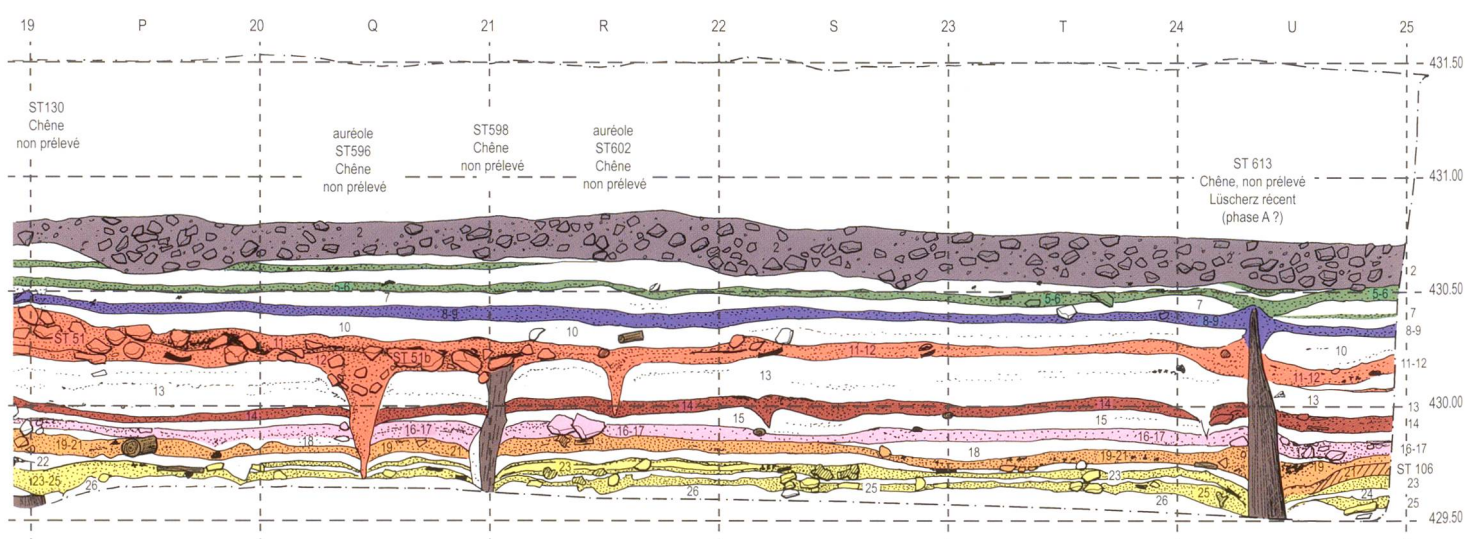 19 P 20 Q 21 R 22 S 23 T 24 U 25
431.50
ST130
Chêne
non prélevé
auréole
ST596
Chêne
non prélevé
ST598
Chêne
non prélevé
auréole
ST602
Chêne
non prélevé
ST 613
Chêne, non prélevé
Lüscherz récent
(phase A ?)
431.00
2 2 2 2
5-6 7 5-6 7 5-6
430.50
7
8-9 8-9 8-9
10 10 10
ST 51 11 12 ST 51b 11-12 11-12 11-12
13 13 13
430.00
14 14 14 13
15 15 14
16-17 16-17 16-17 16-17
19-21 18 21 18 19-21 19
22 23 23 ST 106
23-25 26 26 25 26 25 24 23
25
429.50